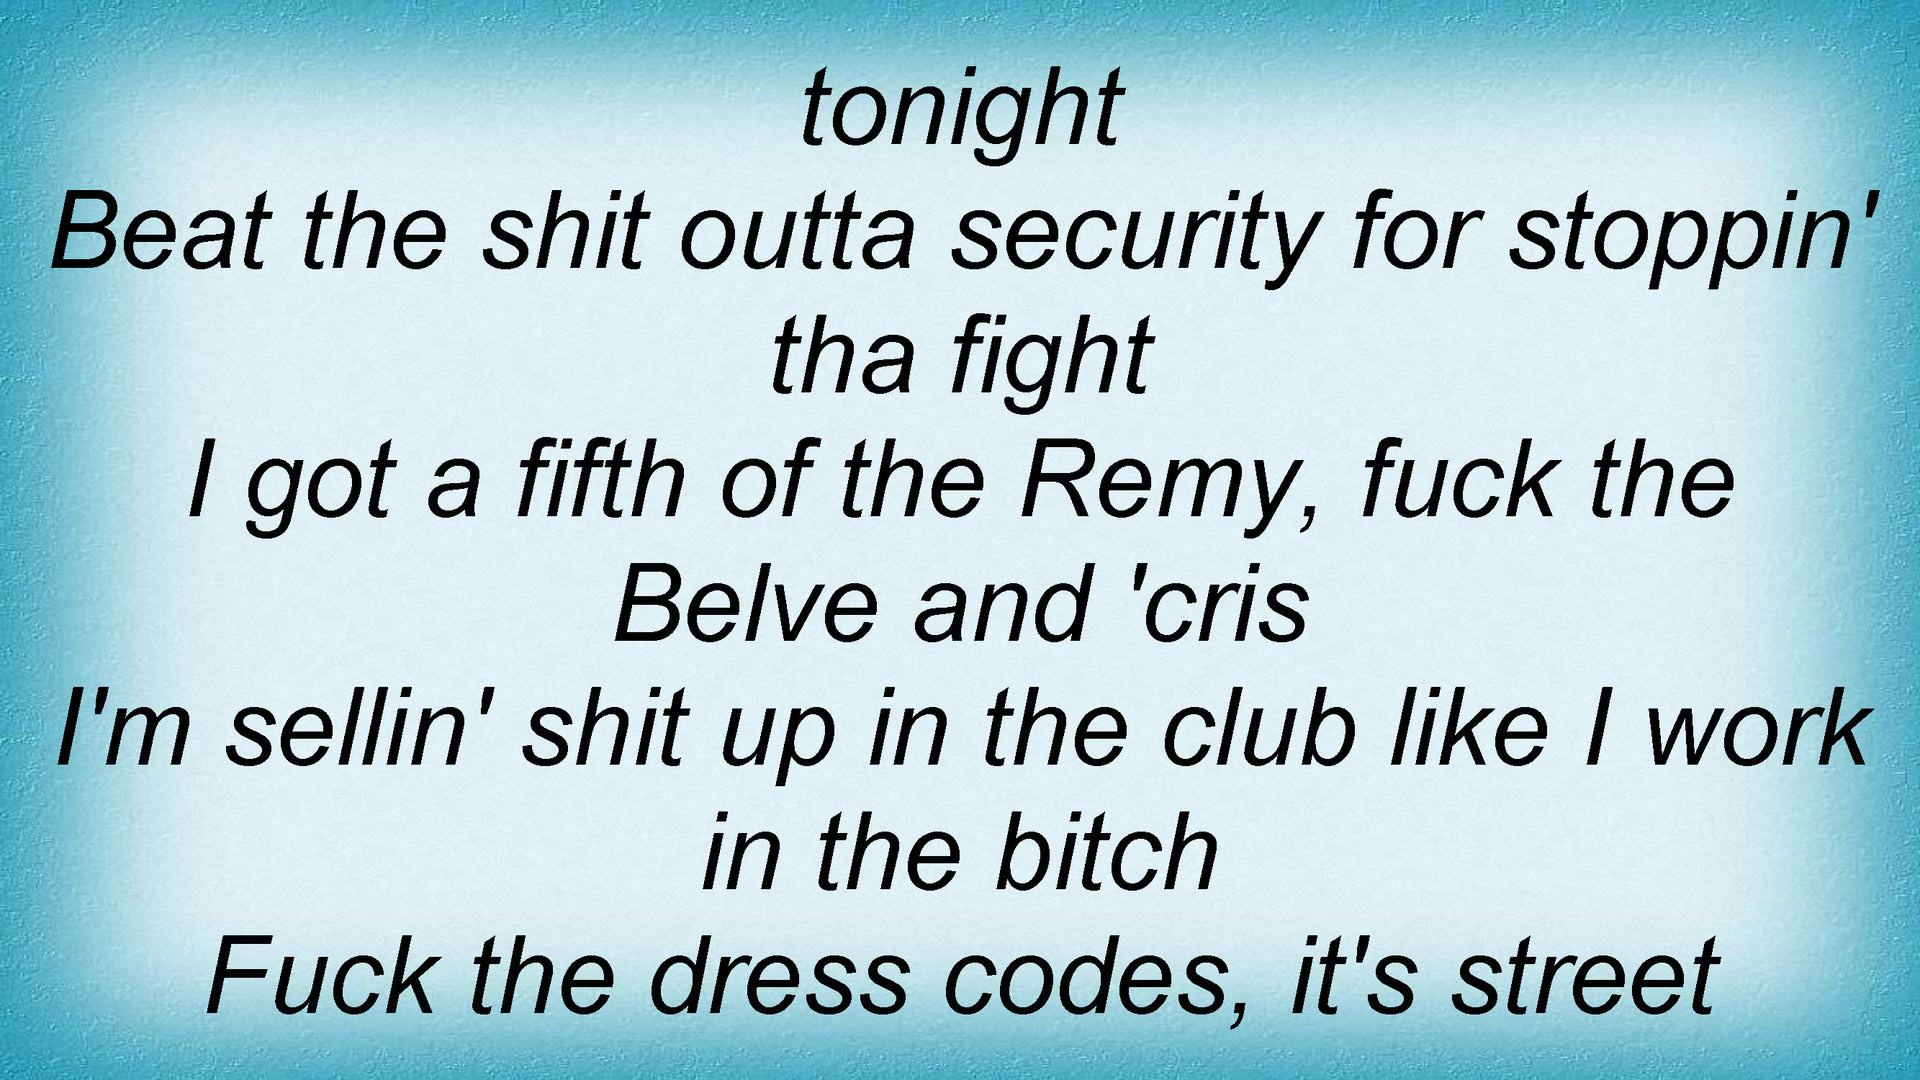 tonight
Beat the shit outta security for stoppin'
tha fight
I got a fifth of the Remy, fuck the
Belve and 'cris
I'm sellin' shit up in the club like I work
in the bitch
Fuck the dress codes, it's street